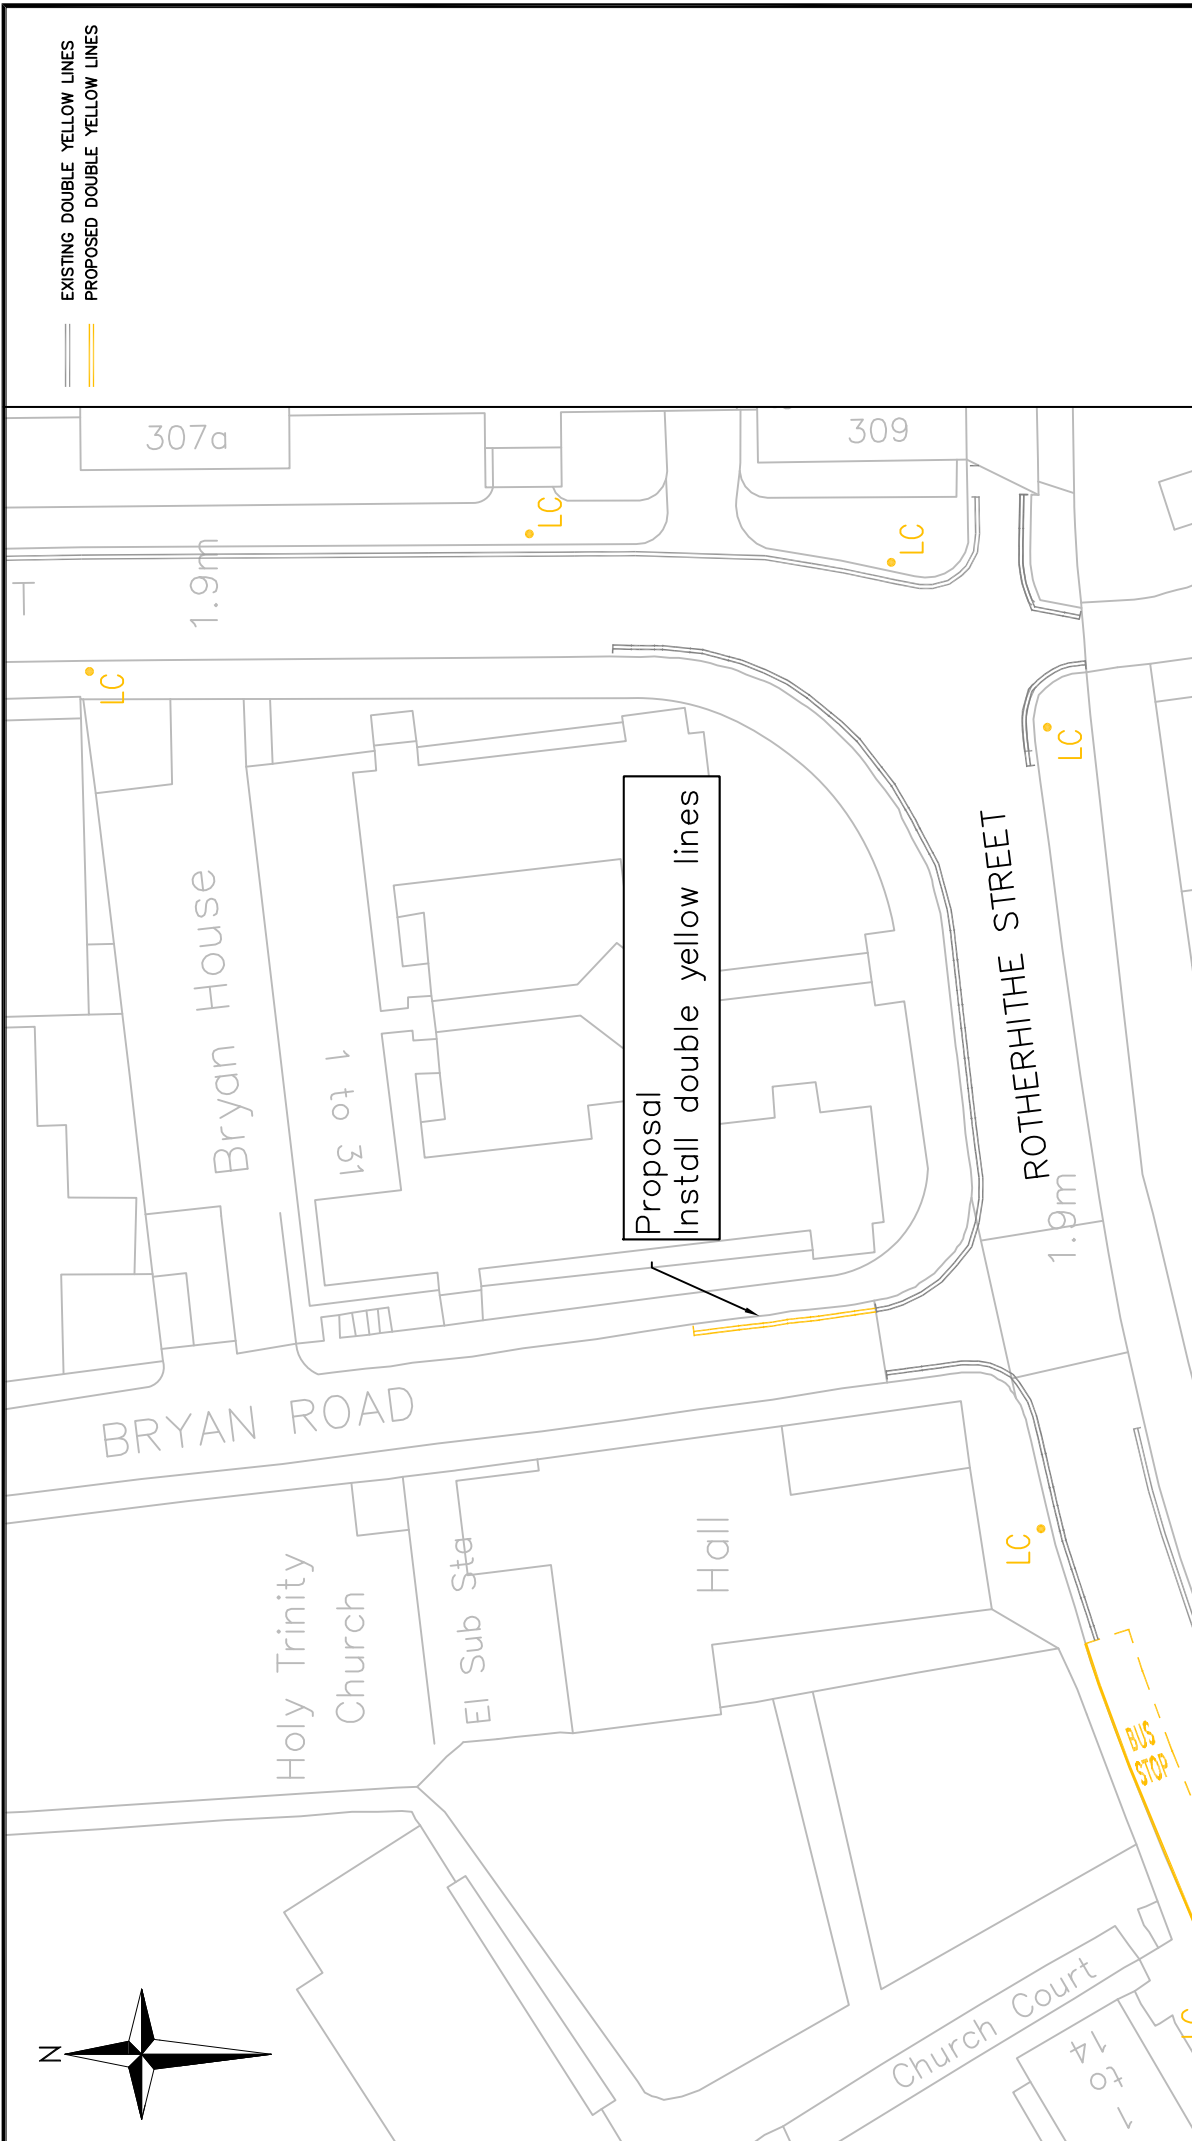 EXISTING DOUBLE YELLOW LINES
PROPOSED DOUBLE YELLOW LINES
N
Holy Trinity
Church
El Sub Sta
Hall
BRYAN ROAD
Bryan House
1 to 31
Proposal
Install double yellow lines
ROTHERHITHE STREET
1.9m
1.9m
T
307a
309
LC
LC
LC
LC
LC
LC
BUS
STOP
Church Court
1 to 14